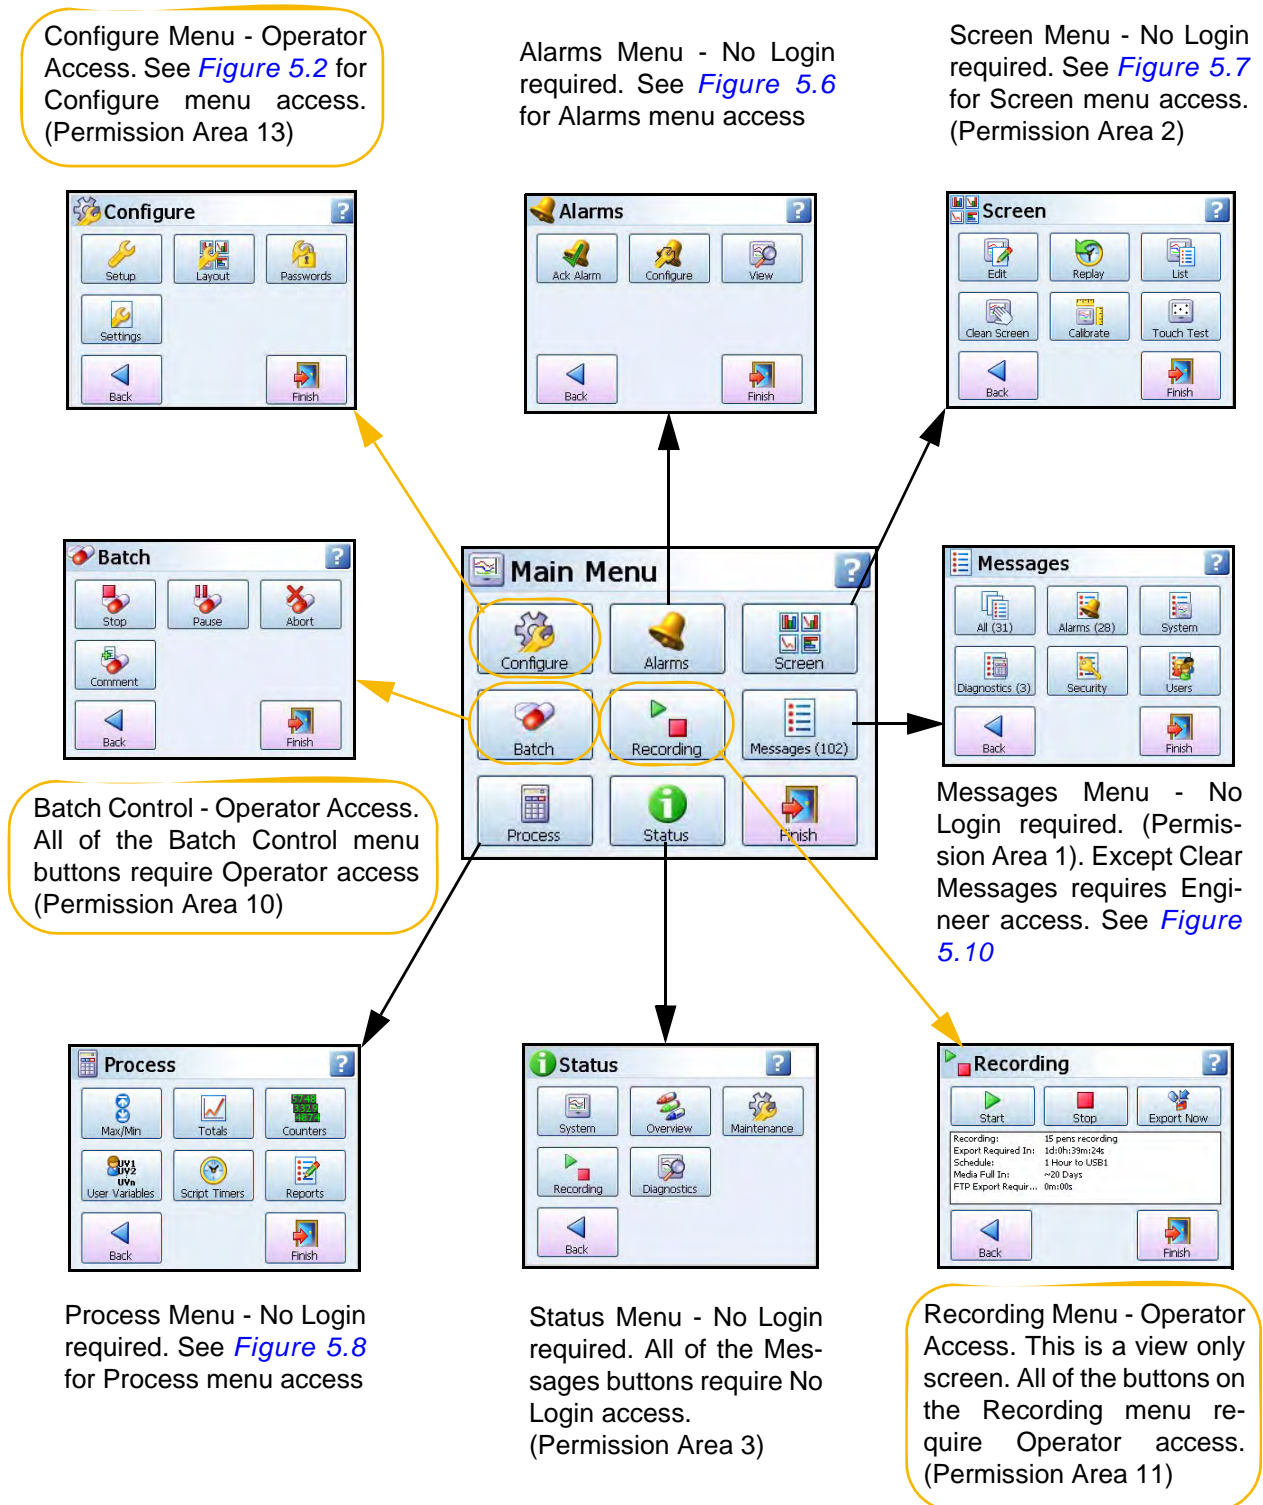 Configure Menu - Operator
Access. See Figure 5.2 for
Configure menu access.
(Permission Area 13)
Alarms Menu - No Login
required. See Figure 5.6
for Alarms menu access
Screen Menu - No Login
required. See Figure 5.7
for Screen menu access.
(Permission Area 2)
Configure
?
Setup
Layout
Passwords
Settings
Back
Finish
Alarms
?
Ack Alarm
Configure
View
Back
Finish
Screen
?
Edit
Replay
List
Clean Screen
Calibrate
Touch Test
Back
Finish
Batch
?
Stop
Pause
Abort
Comment
Back
Finish
Main Menu
?
Configure
Alarms
Screen
Batch
Recording
Messages (102)
Process
Status
Finish
Messages
?
All (31)
Alarms (28)
System
Diagnostics (3)
Security
Users
Back
Finish
Batch Control - Operator Access.
All of the Batch Control menu
buttons require Operator access
(Permission Area 10)
Messages Menu - No
Login required. (Permis-
sion Area 1). Except Clear
Messages requires Engi-
neer access. See Figure
5.10
Process
?
Max/Min
Totals
5748
3329
4874
Counters
UV1
UV2
UVn
User Variables
Script Timers
Reports
Back
Finish
Status
?
System
Overview
Maintenance
Recording
Diagnostics
Back
Recording
?
Start
Stop
Export Now
Recording: 15 pens recording
Export Required In: 1d:0h:39m:24s
Schedule: 1 Hour to USB1
Media Full In: ~20 Days
FTP Export Requir... 0m:00s
Back
Finish
Process Menu - No Login
required. See Figure 5.8
for Process menu access
Status Menu - No Login
required. All of the Mes-
sages buttons require No
Login access.
(Permission Area 3)
Recording Menu - Operator
Access. This is a view only
screen. All of the buttons on
the Recording menu re-
quire Operator access.
(Permission Area 11)